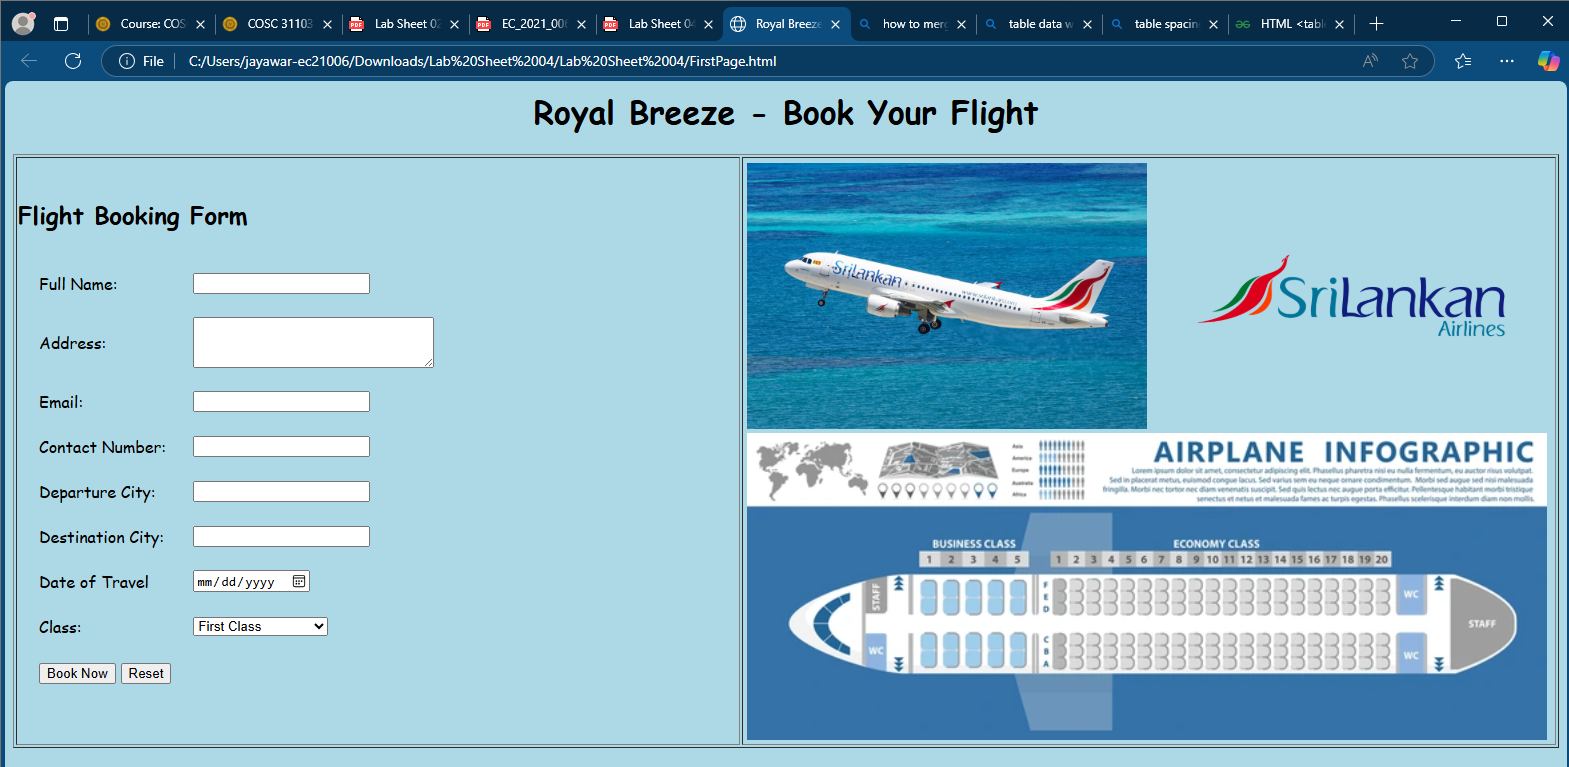 Course: COS
COSC 31103
Lab Sheet 02
EC_2021_006
Lab Sheet 04
Royal Breeze
how to mer
table data w
table spacin
HTML <table
File
C:/Users/jayawar-ec21006/Downloads/Lab%20Sheet%2004/Lab%20Sheet%2004/FirstPage.html
Royal Breeze - Book Your Flight
Flight Booking Form
Full Name:
Address:
Email:
Contact Number:
Departure City:
Destination City:
Date of Travel
mm/dd/yyyy
Class:
First Class
Book Now
Reset
SriLankan
www.srilankan.com
SriLankan
Airlines
Asia
America
Europe
Australia
Africa
AIRPLANE INFOGRAPHIC
Lorem ipsum dolor sit amet, consectetur adipiscing elit. Phasellus pharetra nisi eu nulla fermentum, eu auctor risus volutpat.
Sed in placerat metus, euismod congue lacus. Sed varius sem eu neque ornare condimentum. Morbi sed augue sed nisi malesuada
fringilla. Morbi nec tortor nec diam venenatis suscipit. Sed quis lectus nec augue porta efficitur. Pellentesque habitant morbi tristique
senectus et netus et malesuada fames ac turpis egestas. Phasellus scelerisque interdum diam non mollis.
BUSINESS CLASS
1 2 3 4 5
ECONOMY CLASS
1 2 3 4 5 6 7 8 9 10 11 12 13 14 15 16 17 18 19 20
STAFF
WC
F
E
D
C
B
A
WC
WC
STAFF